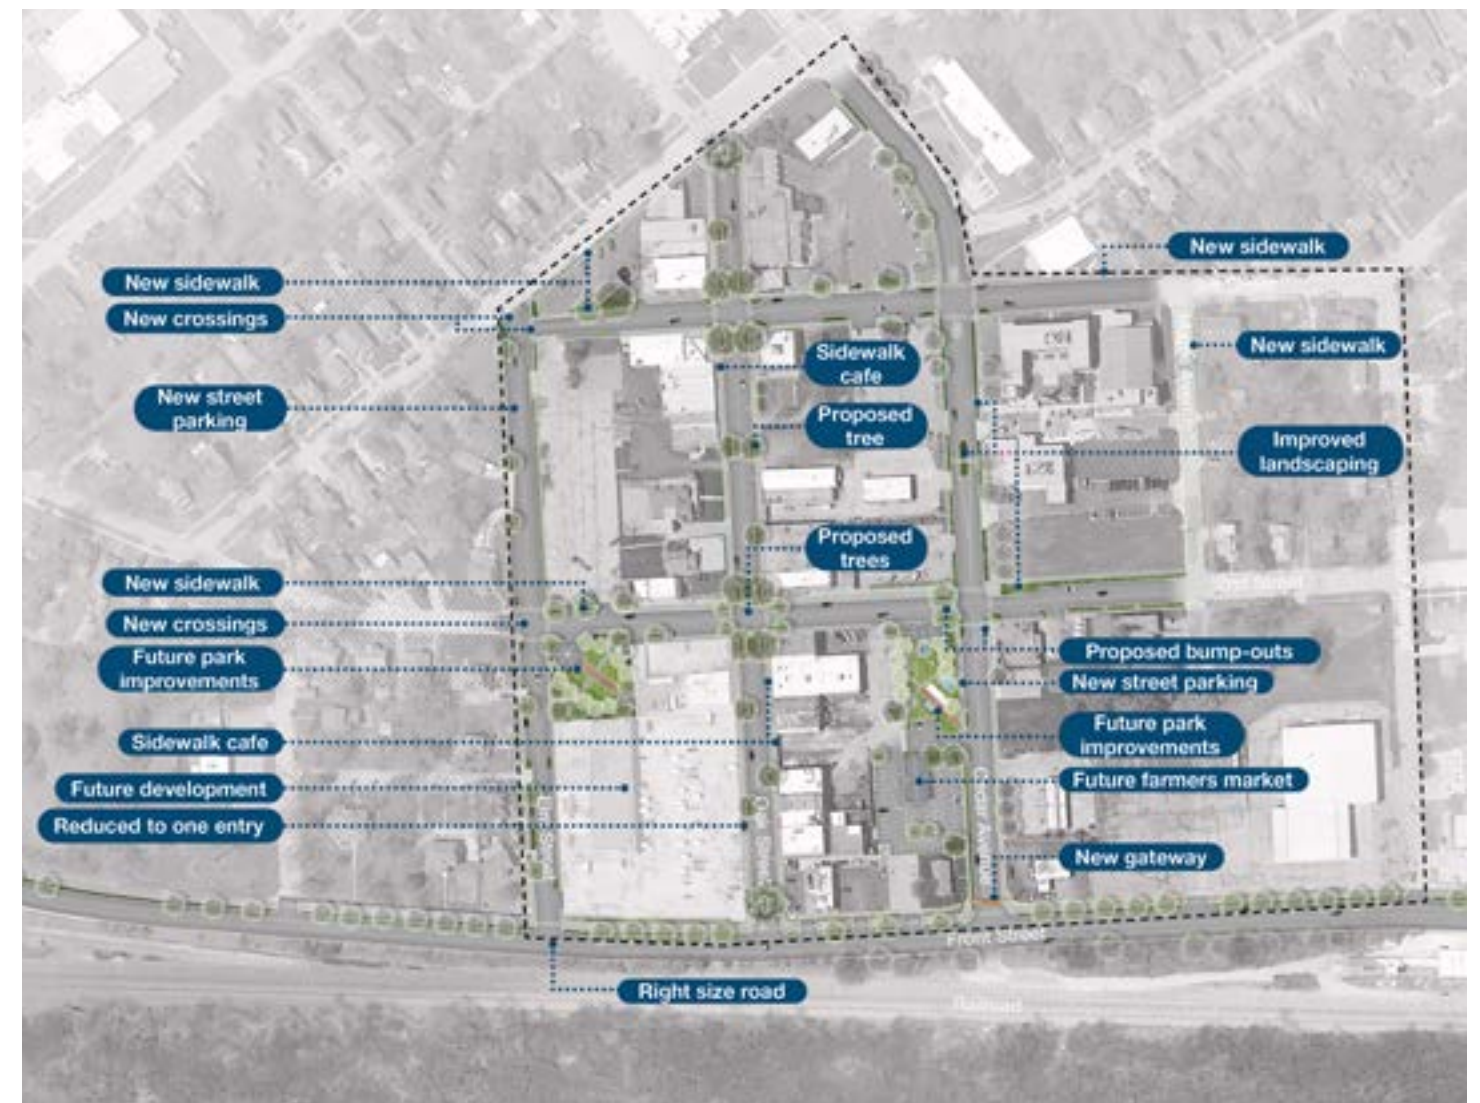 New sidewalk
New sidewalk
New crossings
New sidewalk
Sidewalk
cafe
New street
parking
Proposed
tree
Improved
landscaping
Proposed
trees
New sidewalk
New crossings
Future park
improvements
Proposed bump-outs
New street parking
Sidewalk cafe
Future park
improvements
Future development
Future farmers market
Reduced to one entry
New gateway
Front Street
Right size road